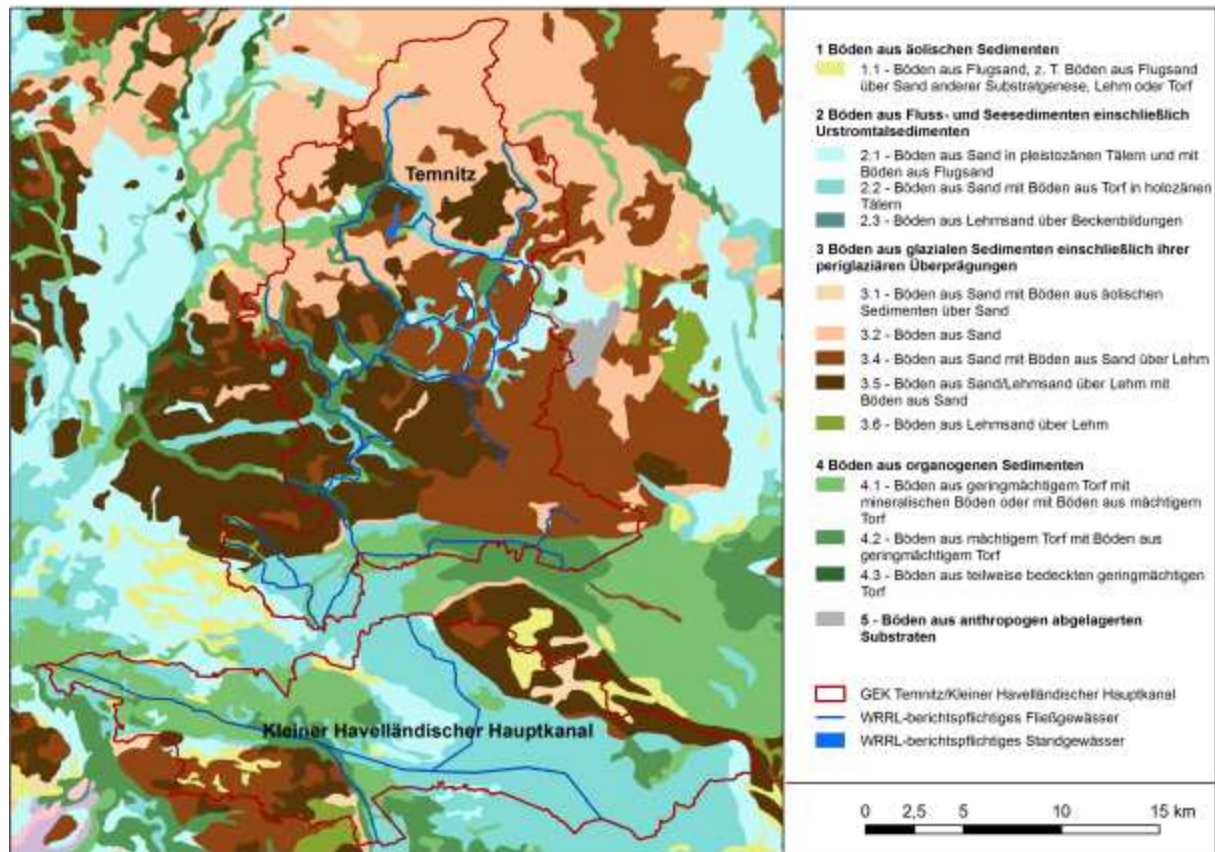 Temnitz
Kleiner Havelländischer Hauptkanal
1 Böden aus äolischen Sedimenten
1.1 - Böden aus Flugsand, z. T. Böden aus Flugsand
über Sand anderer Substratgenese, Lehm oder Torf
2 Böden aus Fluss- und Seesedimenten einschließlich
Urstromtalsedimenten
2.1 - Böden aus Sand in pleistozänen Tälern und mit
Böden aus Flugsand
2.2 - Böden aus Sand mit Böden aus Torf in holozänen
Tälern
2.3 - Böden aus Lehmsand über Beckenbildungen
3 Böden aus glazialen Sedimenten einschließlich ihrer
periglaziären Überprägungen
3.1 - Böden aus Sand mit Böden aus äolischen
Sedimenten über Sand
3.2 - Böden aus Sand
3.4 - Böden aus Sand mit Böden aus Sand über Lehm
3.5 - Böden aus Sand/Lehmsand über Lehm mit
Böden aus Sand
3.6 - Böden aus Lehmsand über Lehm
4 Böden aus organogenen Sedimenten
4.1 - Böden aus geringmächtigem Torf mit
mineralischen Böden oder mit Böden aus mächtigem
Torf
4.2 - Böden aus mächtigem Torf mit Böden aus
geringmächtigem Torf
4.3 - Böden aus teilweise bedeckten geringmächtigen
Torf
5 - Böden aus anthropogen abgelagerten
Substraten
GEK Temnitz/Kleiner Havelländischer Hauptkanal
WRRL-berichtspflichtiges Fließgewässer
WRRL-berichtspflichtiges Standgewässer
0 2,5 5 10 15 km